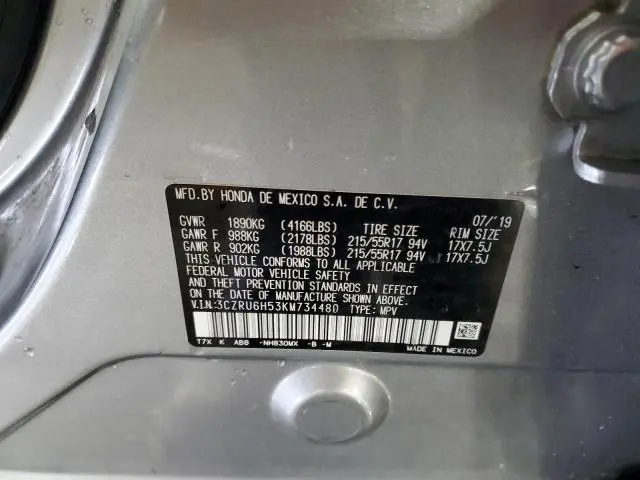 MFD.BY HONDA DE MEXICO S.A. DE C.V.
07/'19
GVWR 1890KG (4166LBS) TIRE SIZE RIM SIZE
GAWR F 988KG (2178LBS) 215/55R17 94V 17X7.5J
GAWR R 902KG (1988LBS) 215/55R17 94V 17X7.5J
THIS VEHICLE CONFORMS TO ALL APPLICABLE
FEDERAL MOTOR VEHICLE SAFETY
AND THEFT PREVENTION STANDARDS IN EFFECT
ON THE DATE OF MANUFACTURE SHOWN ABOVE.
V.I.N:3CZRU6H53KM734480 TYPE: MPV
T7X K AB8 -NH830MX -B -M
MADE IN MEXICO